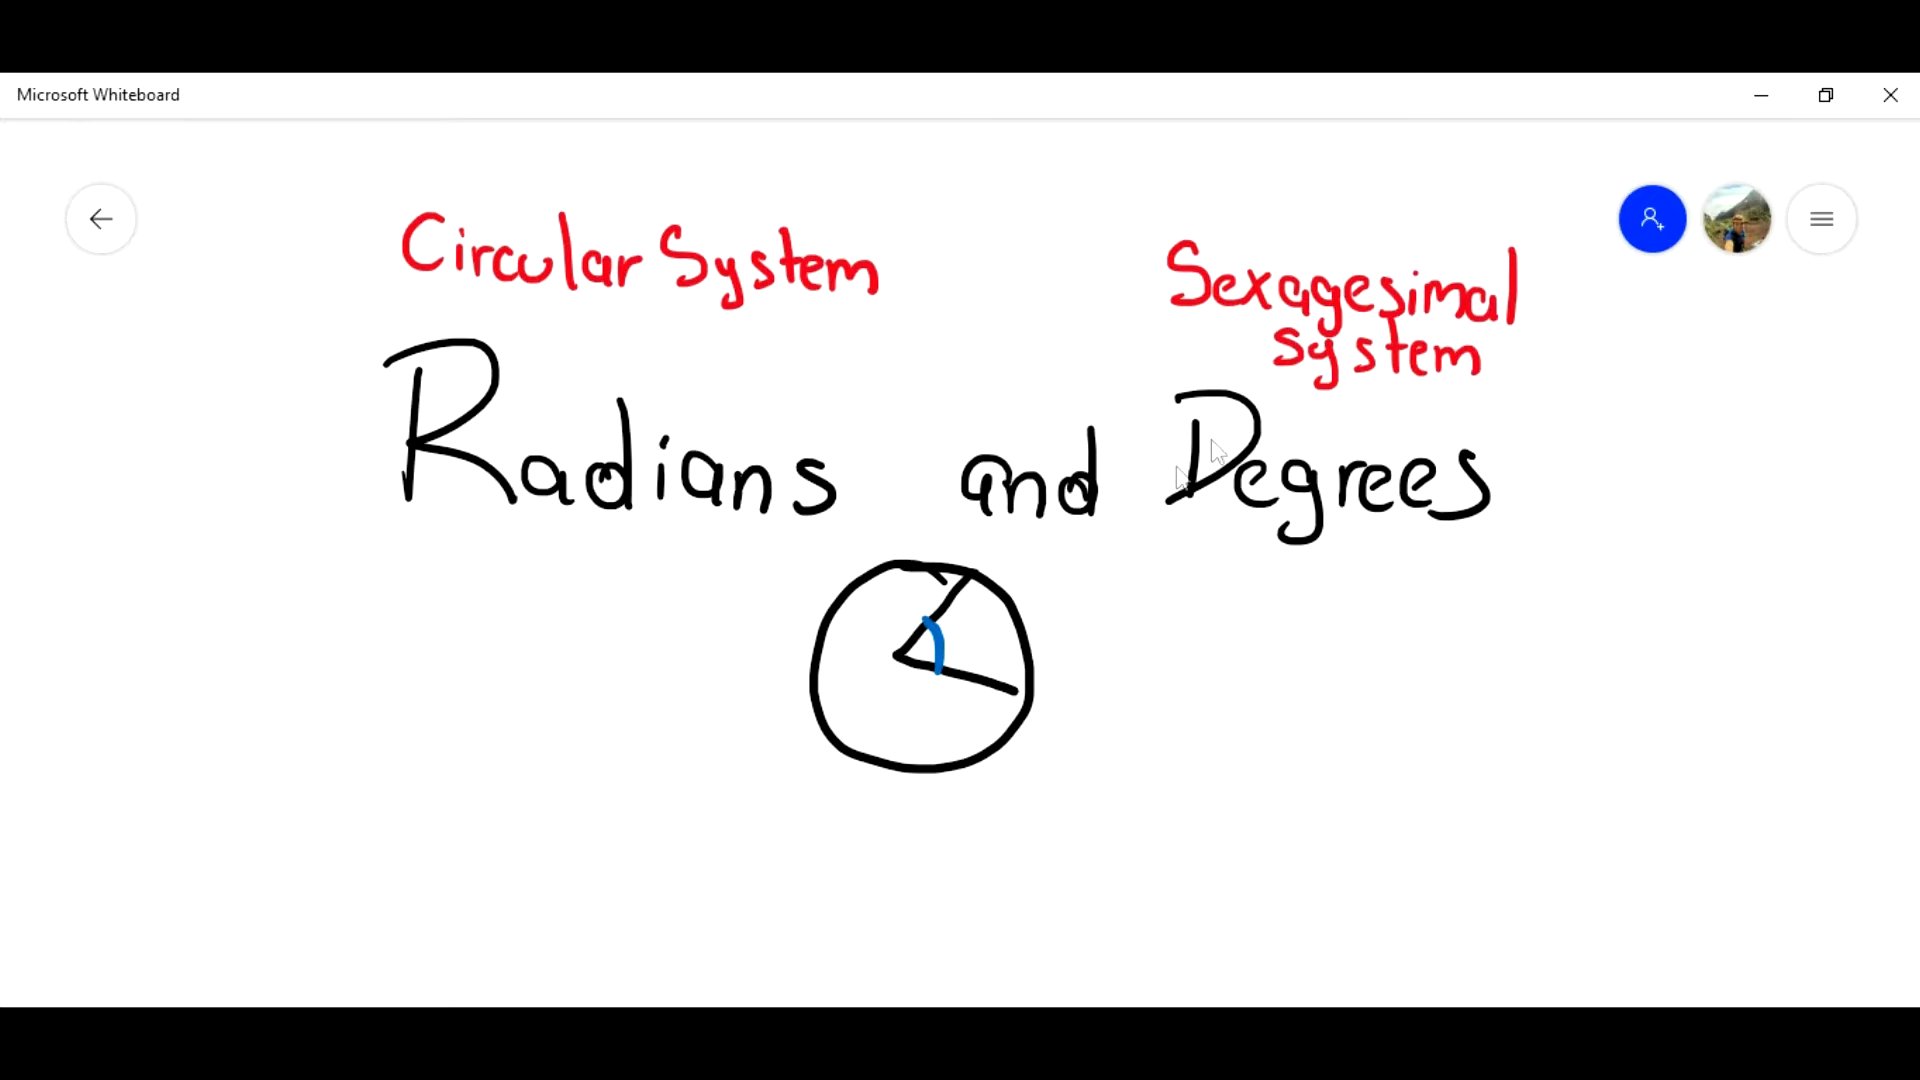 Microsoft Whiteboard
Circular System
Sexagesimal
system
Radians and Degrees